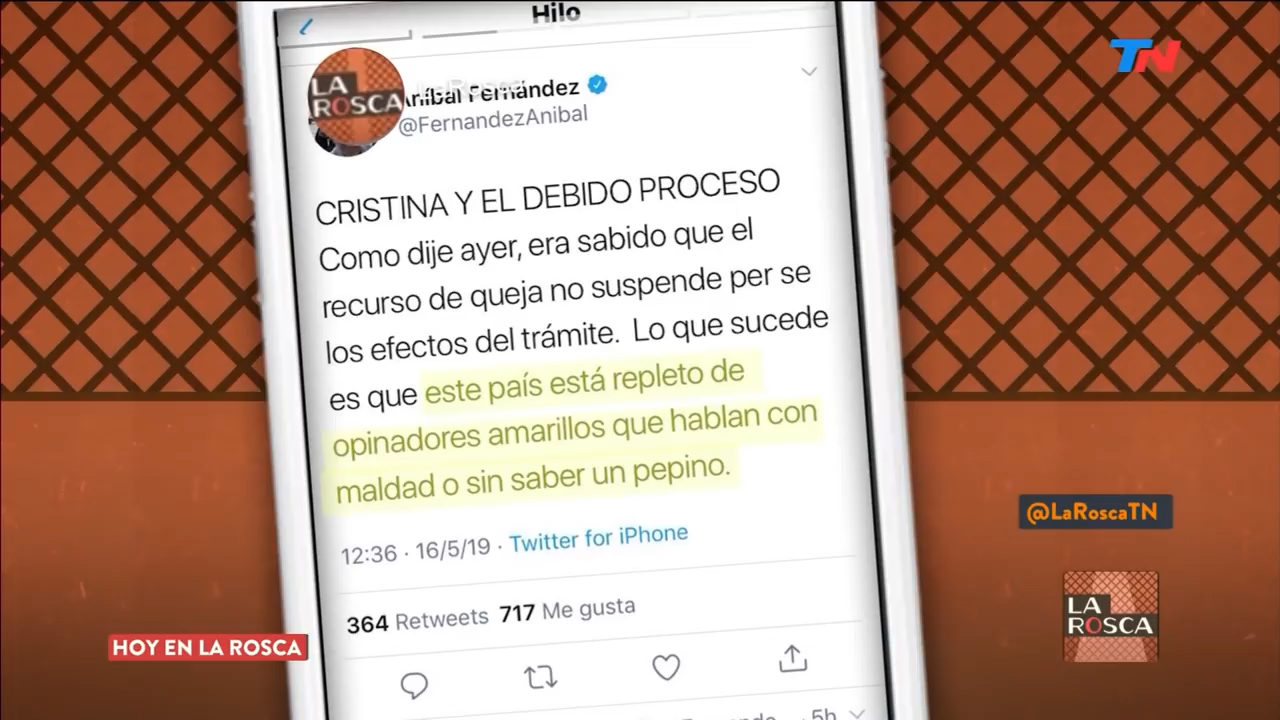 Hilo
TN
LA
ROSCA
Aníbal Fernández
@FernandezAnibal
CRISTINA Y EL DEBIDO PROCESO
Como dije ayer, era sabido que el
recurso de queja no suspende per se
los efectos del trámite. Lo que sucede
es que este país está repleto de
opinadores amarillos que hablan con
maldad o sin saber un pepino.
12:36 · 16/5/19 · Twitter for iPhone
364 Retweets 717 Me gusta
5h
@LaRoscaTN
LA
ROSCA
HOY EN LA ROSCA